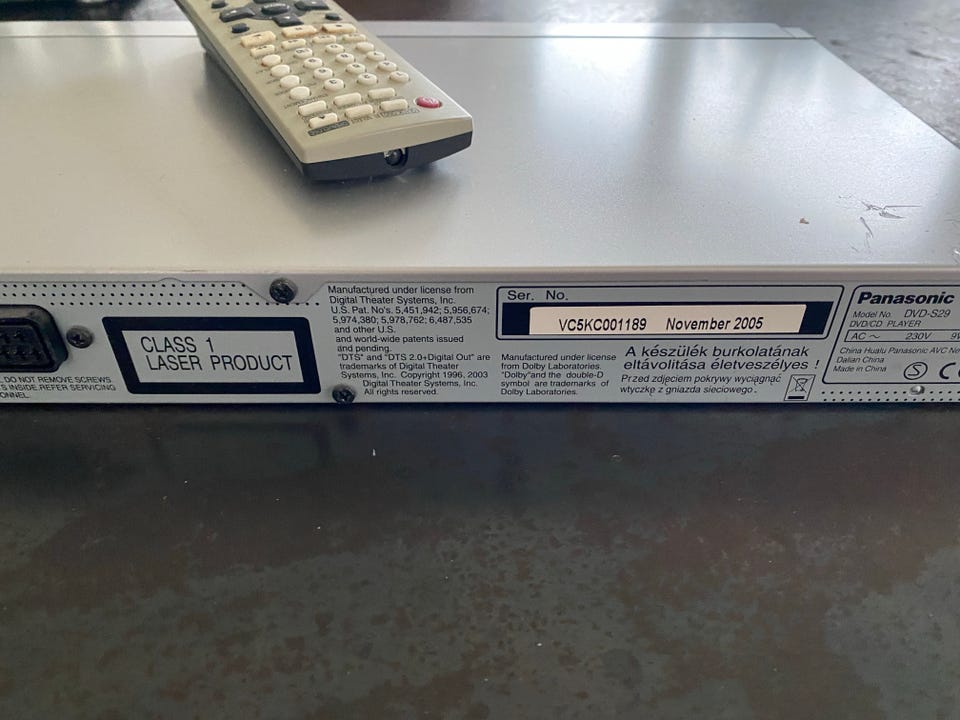 CLASS 1
LASER PRODUCT
DO NOT REMOVE SCREWS
INSIDE.REFER SERVICING
Manufactured under license from
Digital Theater Systems, Inc.
U.S. Pat. No's. 5,451,942; 5,956,674;
5,974,380; 5,978,762; 6,487,535
and other U.S.
and world-wide patents issued
and pending.
"DTS" and "DTS 2.0+Digital Out" are
trademarks of Digital Theater
Systems, Inc. Copyright 1996, 2003
Digital Theater Systems, Inc.
All rights reserved.
Ser. No.
VC5KC001189 November 2005
Manufactured under license
from Dolby Laboratories.
"Dolby"and the double-D
symbol are trademarks of
Dolby Laboratories.
A készülék burkolatának
eltávolítása életveszélyes !
Przed zdjęciem pokrywy wyciągnąć
wtyczkę z gniazda sieciowego.
Panasonic
Model No. DVD-S29
DVD/CD PLAYER
AC ~ 230V 9W
China Hualu Panasonic AVC
Dalian China
Made in China
S CE